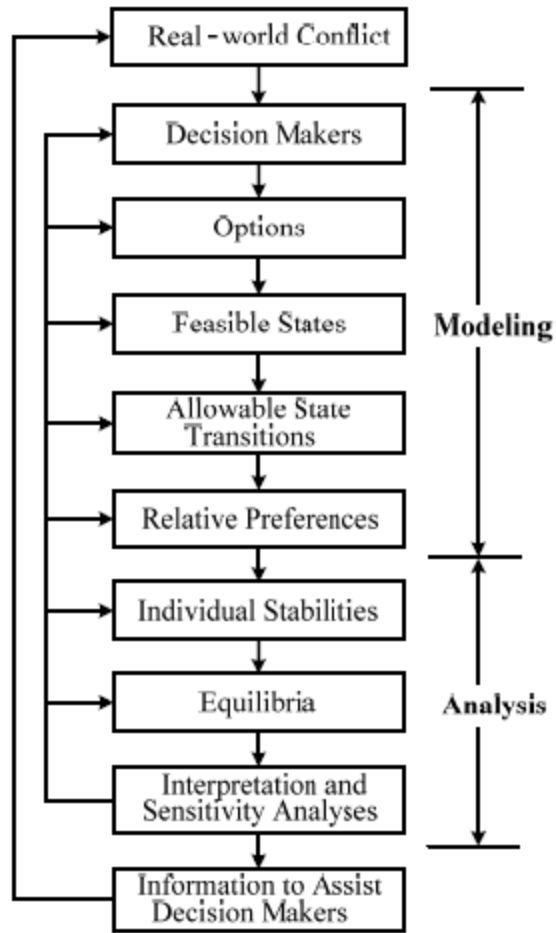 Real-world Conflict
Decision Makers
Options
Feasible States
Modeling
Allowable State
Transitions
Relative Preferences
Individual Stabilities
Equilibria
Analysis
Interpretation and
Sensitivity Analyses
Information to Assist
Decision Makers